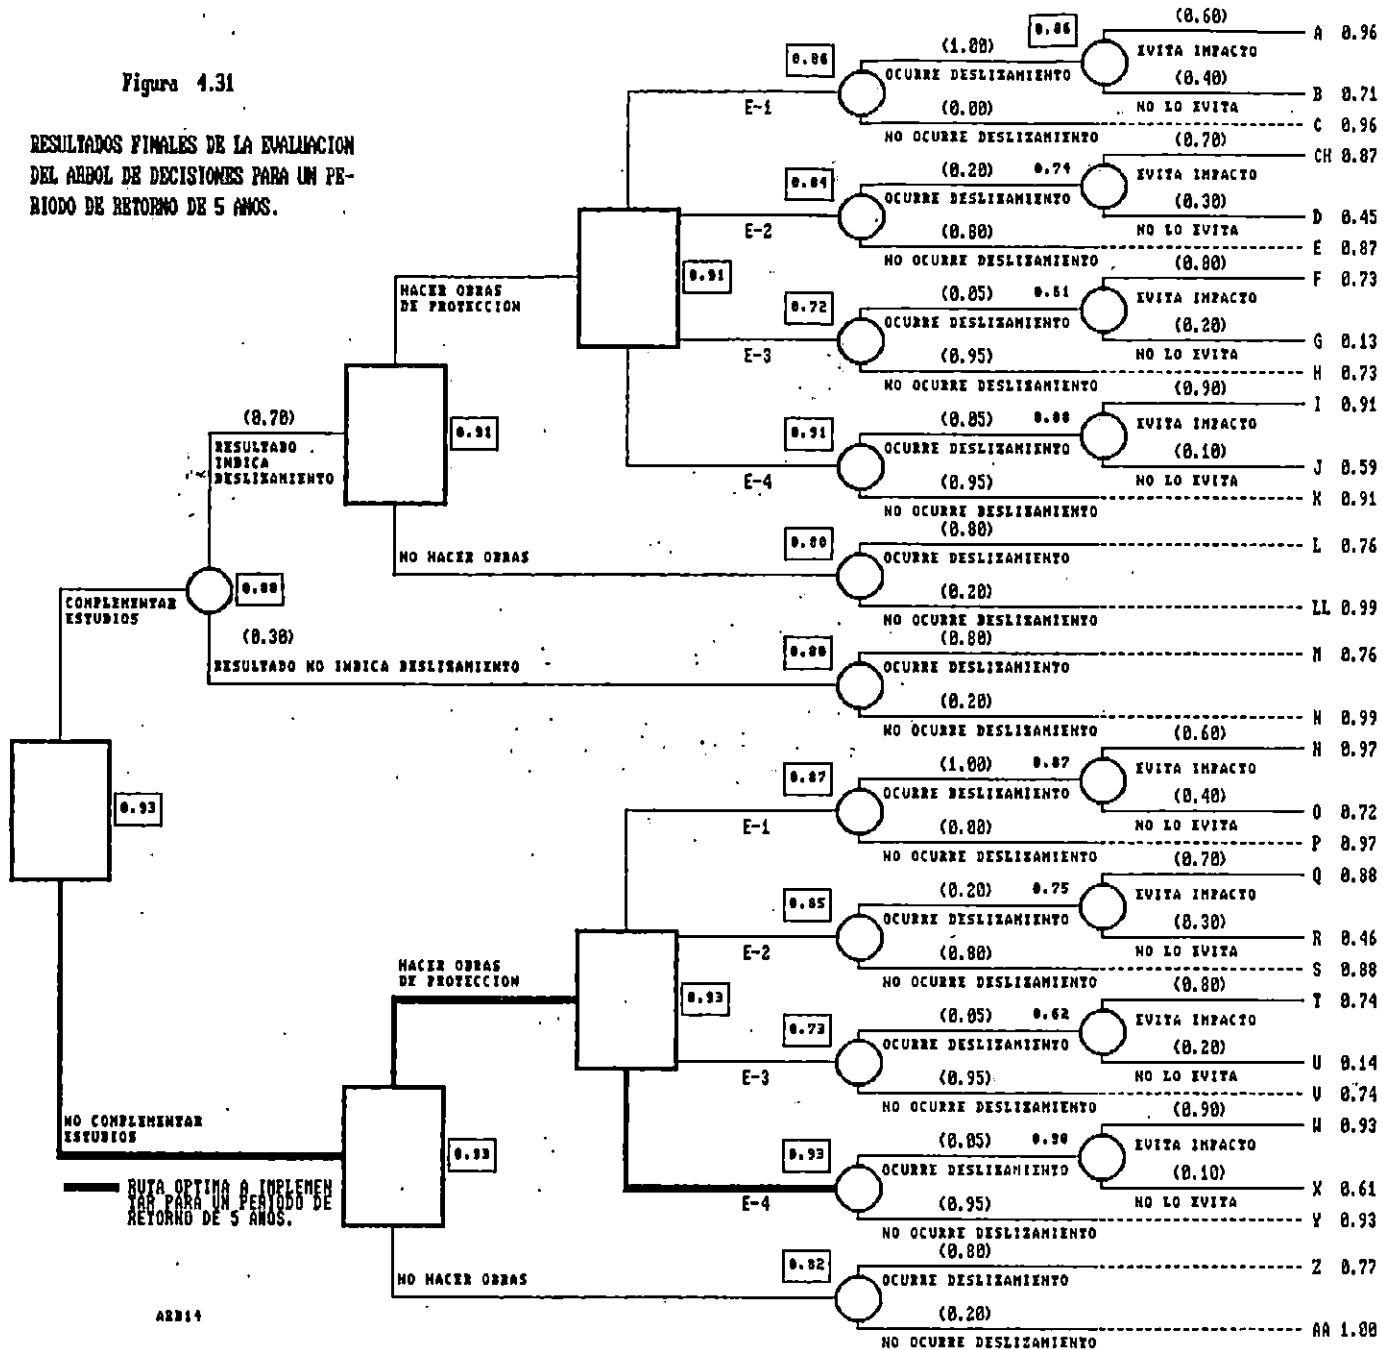 Figura 4.31
RESULTADOS FINALES DE LA EVALUACION
DEL ARBOL DE DECISIONES PARA UN PE-
RIODO DE RETORNO DE 5 ANOS.
(0.60)
0.86
A 0.96
(1.00)
EVITA IMPACTO
0.86
OCURRE DESLIZAMIENTO
(0.40)
E-1
(0.00)
NO LO EVITA
B 0.71
NO OCURRE DESLIZAMIENTO
C 0.96
(0.70)
CH 0.87
(0.20)
0.74
EVITA IMPACTO
0.84
OCURRE DESLIZAMIENTO
(0.30)
E-2
(0.80)
NO LO EVITA
D 0.45
NO OCURRE DESLIZAMIENTO
E 0.87
(0.80)
HACER OBRAS
DE PROTECCION
0.91
F 0.73
(0.05)
0.61
EVITA IMPACTO
0.72
OCURRE DESLIZAMIENTO
(0.20)
E-3
(0.95)
NO LO EVITA
G 0.13
NO OCURRE DESLIZAMIENTO
H 0.73
(0.90)
I 0.91
(0.70)
RESULTADO
INDICA
DESLIZAMIENTO
0.91
(0.05)
0.88
EVITA IMPACTO
0.91
OCURRE DESLIZAMIENTO
(0.10)
E-4
(0.95)
NO LO EVITA
J 0.59
NO OCURRE DESLIZAMIENTO
K 0.91
(0.80)
NO HACER OBRAS
0.80
OCURRE DESLIZAMIENTO
L 0.76
(0.20)
NO OCURRE DESLIZAMIENTO
LL 0.99
COMPLEMENTAR
ESTUDIOS
(0.30)
RESULTADO NO INDICA DESLIZAMIENTO
(0.80)
0.80
OCURRE DESLIZAMIENTO
M 0.76
(0.20)
NO OCURRE DESLIZAMIENTO
N 0.99
(0.60)
N 0.97
(1.00)
0.87
EVITA IMPACTO
0.93
0.87
OCURRE DESLIZAMIENTO
(0.40)
E-1
(0.00)
NO LO EVITA
O 0.72
NO OCURRE DESLIZAMIENTO
P 0.97
(0.70)
Q 0.88
(0.20)
0.75
EVITA IMPACTO
0.85
OCURRE DESLIZAMIENTO
(0.30)
E-2
(0.80)
NO LO EVITA
R 0.46
NO OCURRE DESLIZAMIENTO
S 0.88
(0.80)
HACER OBRAS
DE PROTECCION
0.93
T 0.74
(0.05)
0.62
EVITA IMPACTO
0.73
OCURRE DESLIZAMIENTO
(0.20)
E-3
(0.95)
NO LO EVITA
U 0.14
NO OCURRE DESLIZAMIENTO
V 0.74
(0.90)
W 0.93
NO COMPLEMENTAR
ESTUDIOS
0.93
(0.05)
0.90
EVITA IMPACTO
0.93
OCURRE DESLIZAMIENTO
(0.10)
E-4
(0.95)
NO LO EVITA
X 0.61
NO OCURRE DESLIZAMIENTO
Y 0.93
RUTA OPTIMA A IMPLEMEN
TAR PARA UN PERIODO DE
RETORNO DE 5 ANOS.
(0.80)
NO HACER OBRAS
0.82
OCURRE DESLIZAMIENTO
Z 0.77
(0.20)
NO OCURRE DESLIZAMIENTO
AA 1.00
ARB14